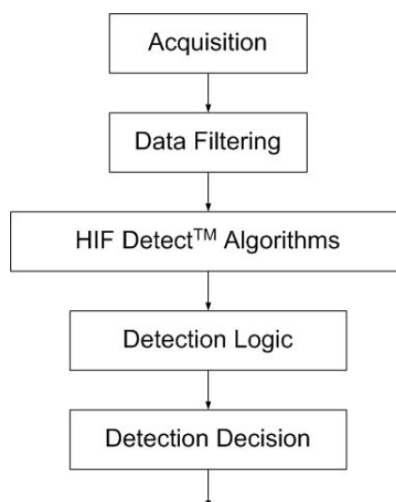 Acquisition
Data Filtering
HIF Detect™ Algorithms
Detection Logic
Detection Decision